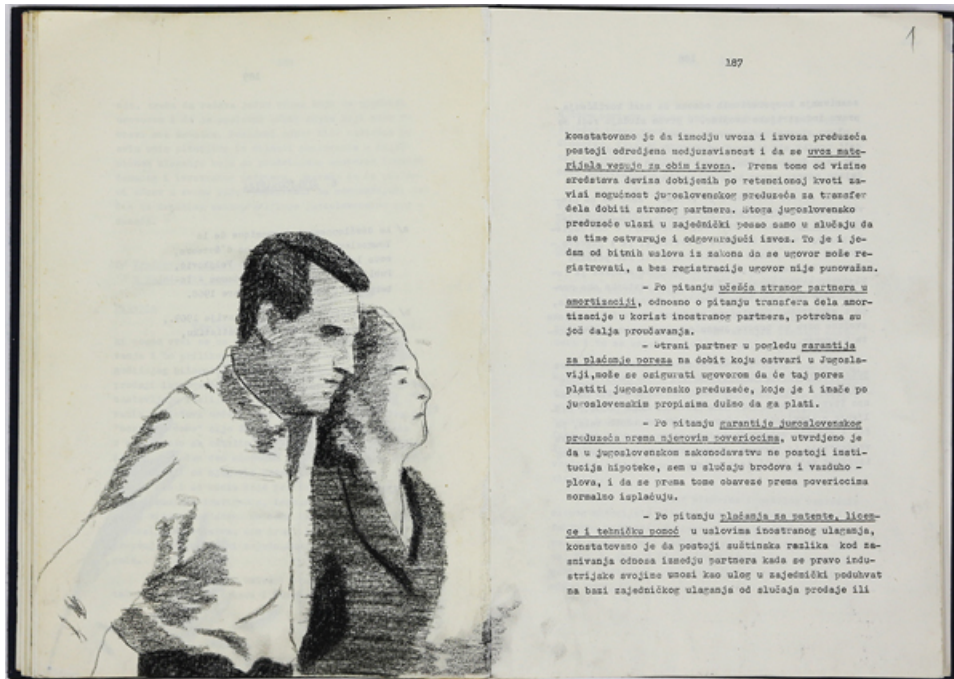 1
187
konstatovano je da izmedju uvoza i izvoza preduzeća
postoji odredjena medjuzavisnost i da se uvoz mate-
rijala vezuje za obim izvoza. Prema tome od visine
sredstava deviza dobijenih po retencionoj kvoti za-
visi mogućnost jugoslovenskog preduzeća za transfer
dela dobiti stranog partnera. Stoga jugoslovensko
preduzeće ulazi u zajednički posao samo u slučaju da
se time ostvaruje i odgovarajući izvoz. To je i je-
dan od bitnih uslova iz zakona da se ugovor može re-
gistrovati, a bez registracije ugovor nije punovažan.
- Po pitanju učešća stranog partnera u
amortizaciji, odnosno o pitanju transfera dela amor-
tizacije u korist inostranog partnera, potrebna su
još dalja proučavanja.
- Strani partner u pogledu garantija
za plaćanje poreza na dobit koju ostvari u Jugosla-
viji,može se osigurati ugovorom da će taj porez
platiti jugoslovensko preduzeće, koje je i inače po
jugoslovenskim propisima dužno da ga plati.
- Po pitanju garantije jugoslovenskog
preduzeća prema njegovim poveriocima, utvrdjeno je
da u jugoslovenskom zakonodavstvu ne postoji insti-
tucija hipoteke, sem u slučaju brodova i vazduho -
plova, i da se prema tome obaveze prema poveriocima
normalno isplaćuju.
- Po pitanju plaćanja za patente, licen-
ce i tehničku pomoć u uslovima inostranog ulaganja,
konstatovano je da postoji suštinska razlika kod za-
snivanja odnosa izmedju partnera kada se pravo indu-
strijske svojine unosi kao ulog u zajednički poduhvat
na bazi zajedničkog ulaganja od slučaja prodaje ili